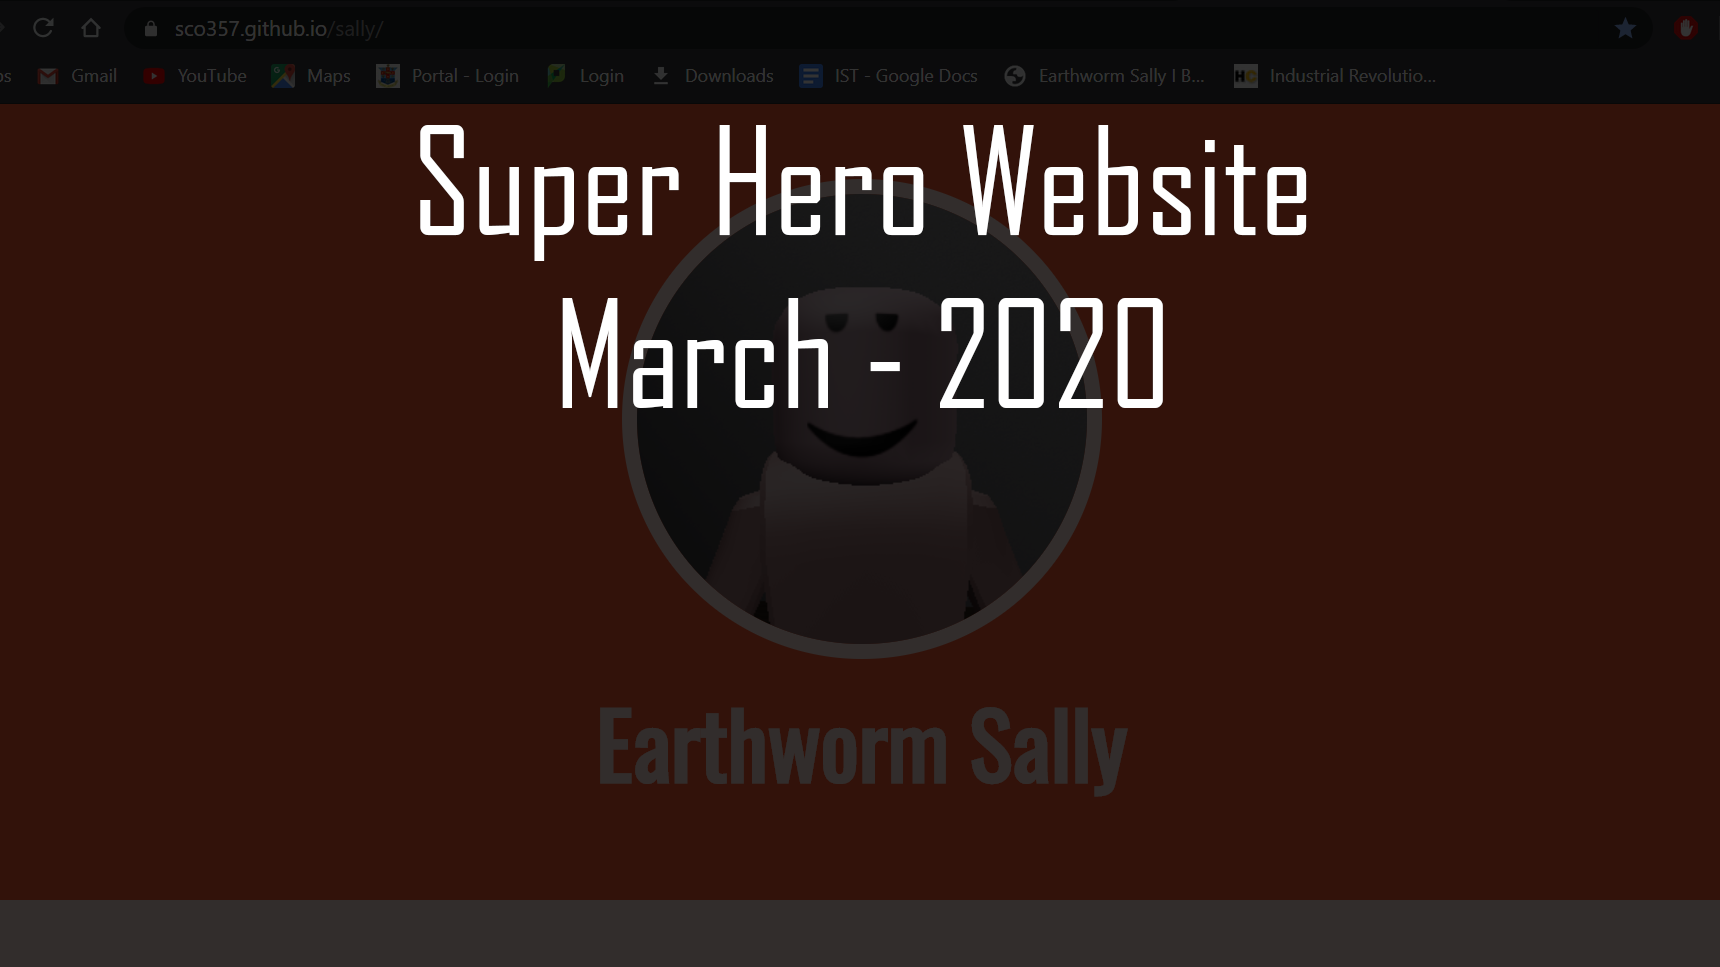 sco357.github.io/sally/
os Gmail YouTube Maps Portal - Login Login Downloads IST - Google Docs Earthworm Sally I B... Industrial Revolutio...
Super Hero Website
March - 2020
Earthworm Sally